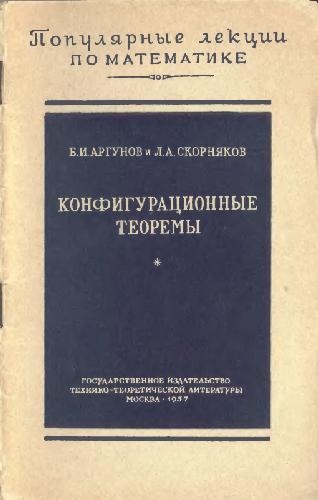 Популярные лекции
ПО МАТЕМАТИКЕ
Б. И. АРГУНОВ и Л. А. СКОРНЯКОВ
КОНФИГУРАЦИОННЫЕ
ТЕОРЕМЫ
*
ГОСУДАРСТВЕННОЕ ИЗДАТЕЛЬСТВО
ТЕХНИКО-ТЕОРЕТИЧЕСКОЙ ЛИТЕРАТУРЫ
МОСКВА · 1957